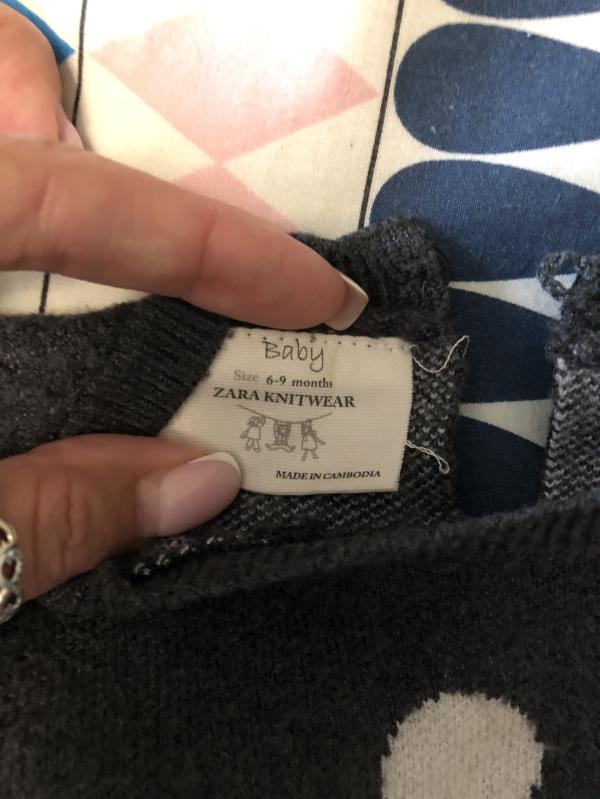 Baby
Size 6-9 months
ZARA KNITWEAR
MADE IN CAMBODIA